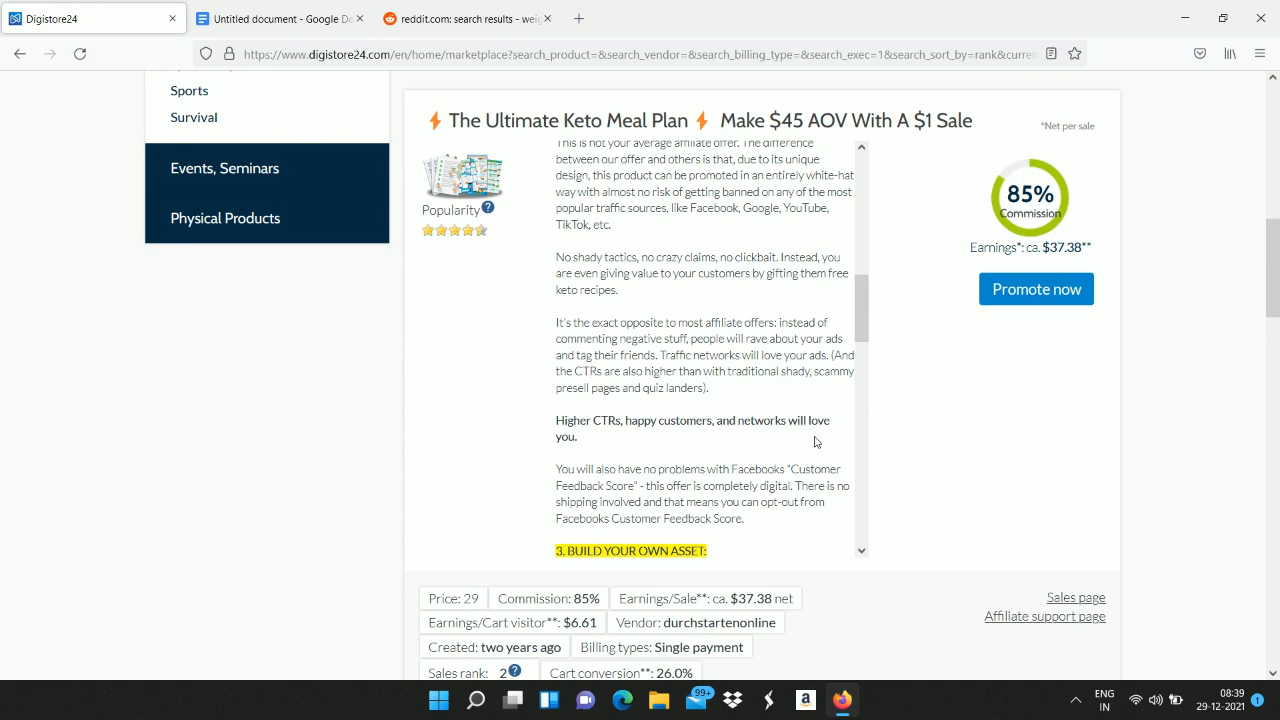 Digistore24
Untitled document - Google Do
reddit.com: search results - weig
https://www.digistore24.com/en/home/marketplace?search_product=&search_vendor=&search_billing_type=&search_exec=1&search_sort_by=rank&curren
Sports
Survival
Events, Seminars
Physical Products
The Ultimate Keto Meal Plan Make $45 AOV With A $1 Sale
*Net per sale
Popularity
This is not your average affiliate offer. The difference
between our offer and others is that, due to its unique
design, this product can be promoted in an entirely white-hat
way with almost no risk of getting banned on any of the most
popular traffic sources, like Facebook, Google, YouTube,
TikTok, etc.
No shady tactics, no crazy claims, no clickbait. Instead, you
are even giving value to your customers by gifting them free
keto recipes.
It's the exact opposite to most affiliate offers: instead of
commenting negative stuff, people will rave about your ads
and tag their friends. Traffic networks will love your ads. (And
the CTRs are also higher than with traditional shady, scammy
presell pages and quiz landers).
Higher CTRs, happy customers, and networks will love
you.
You will also have no problems with Facebooks "Customer
Feedback Score" - this offer is completely digital. There is no
shipping involved and that means you can opt-out from
Facebooks Customer Feedback Score.
3. BUILD YOUR OWN ASSET:
85%
Commission
Earnings*: ca. $37.38**
Promote now
Price: 29
Commission: 85%
Earnings/Sale**: ca. $37.38 net
Earnings/Cart visitor**: $6.61
Vendor: durchstartenonline
Created: two years ago
Billing types: Single payment
Sales rank: 2
Cart conversion**: 26.0%
Sales page
Affiliate support page
99+
a
ENG
IN
08:39
29-12-2021
1